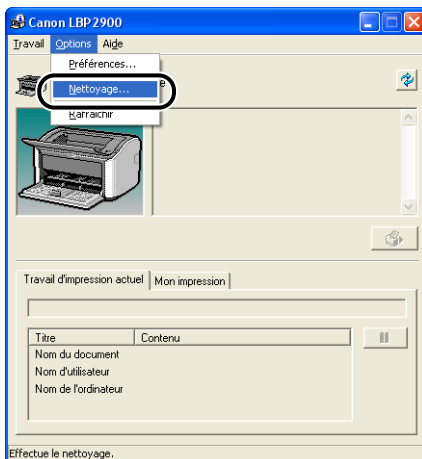 Canon LBP2900
Travail Options Aide
Préférences...
Nettoyage...
e
Rafraîchir
Travail d'impression actuel Mon impression
Titre Contenu
Nom du document
Nom d'utilisateur
Nom de l'ordinateur
Effectue le nettoyage.